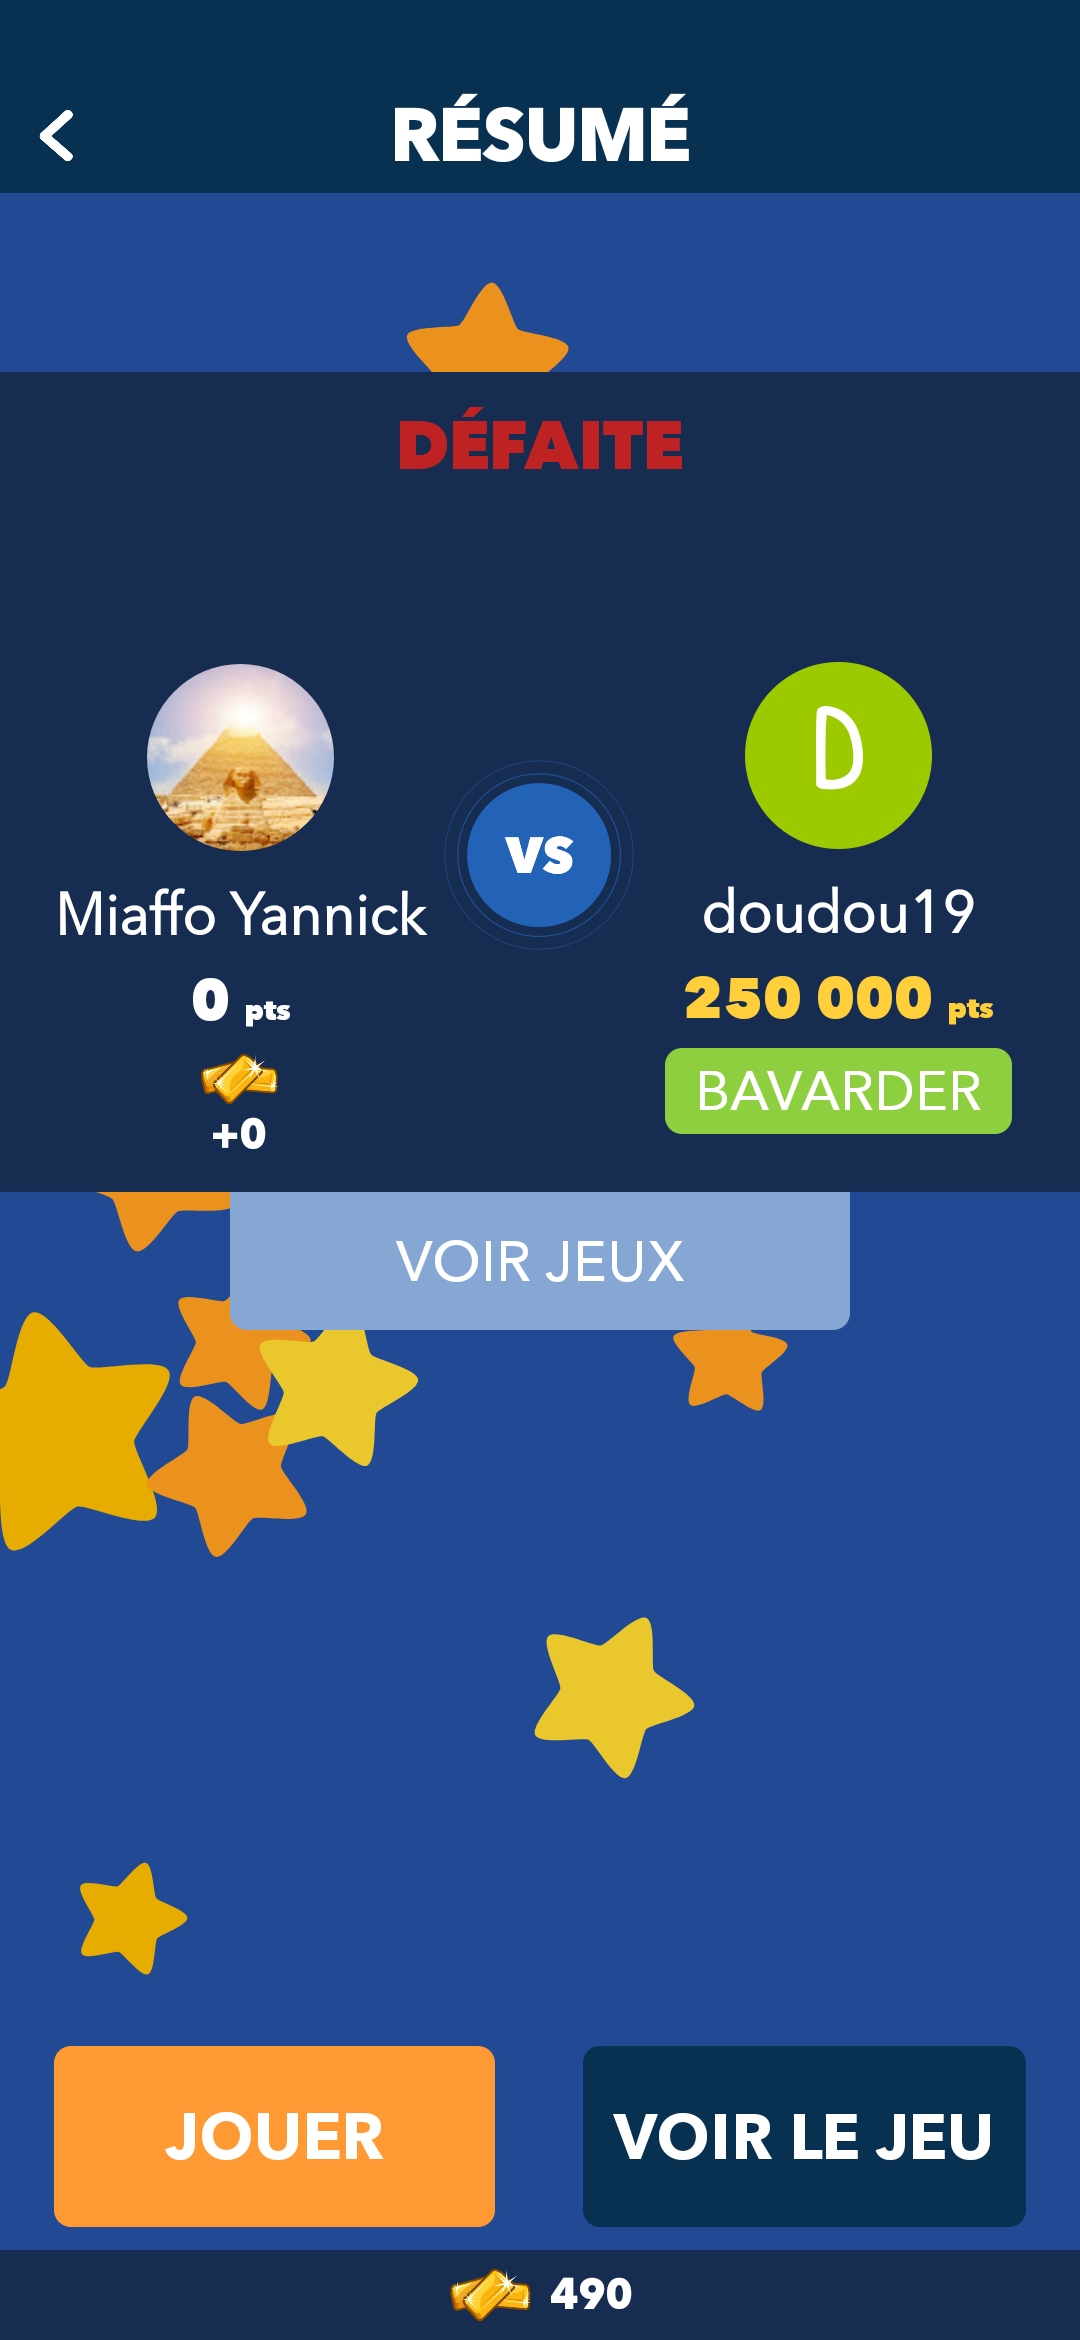 RÉSUMÉ
DÉFAITE
D
VS
Miaffo Yannick
doudou19
0 pts
250 000 pts
+0
BAVARDER
VOIR JEUX
JOUER
VOIR LE JEU
490